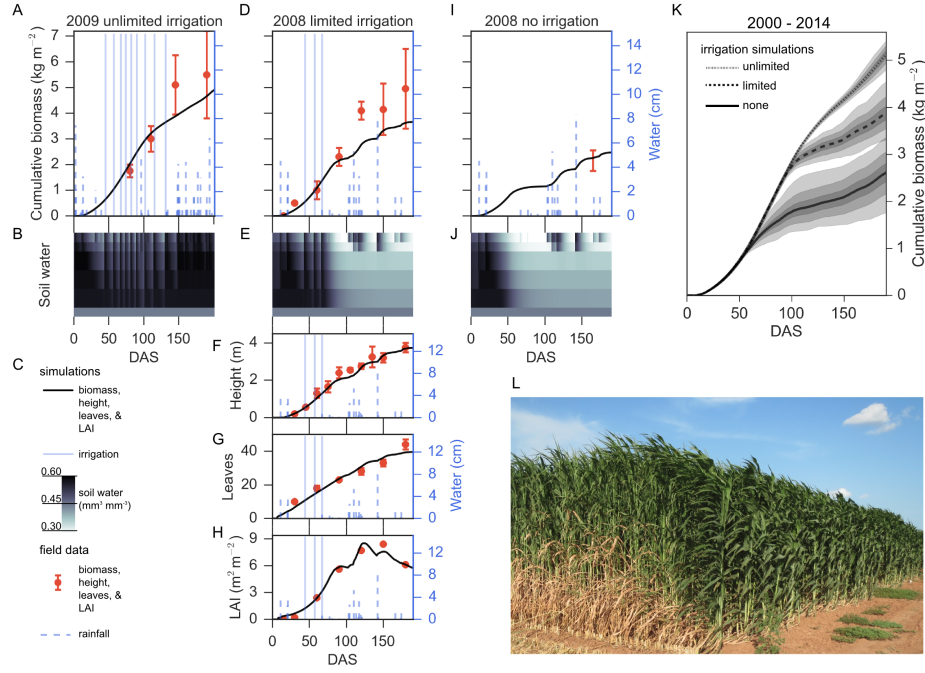 A
2009 unlimited irrigation
D
2008 limited irrigation
I
2008 no irrigation
K
2000 - 2014
Cumulative biomass (kg m⁻²)
7
6
5
4
3
2
1
0
14
12
10
8
6
4
2
0
Water (cm)
irrigation simulations
unlimited
limited
none
5
4
3
2
1
0
Cumulative biomass (kg m⁻²)
0 50 100 150
DAS
B
E
J
Soil water
0 50 100 150
DAS
0 50 100 150
DAS
C
simulations
biomass,
height,
leaves, &
LAI
irrigation
0.60
0.45
0.30
soil water
(mm³ mm⁻³)
field data
biomass,
height,
leaves, &
LAI
rainfall
F
Height (m)
4
2
0
12
8
4
0
G
Leaves
40
20
0
12
8
4
0
Water (cm)
H
LAI (m² m⁻²)
9
6
3
0
12
8
4
0
0 50 100 150
DAS
L